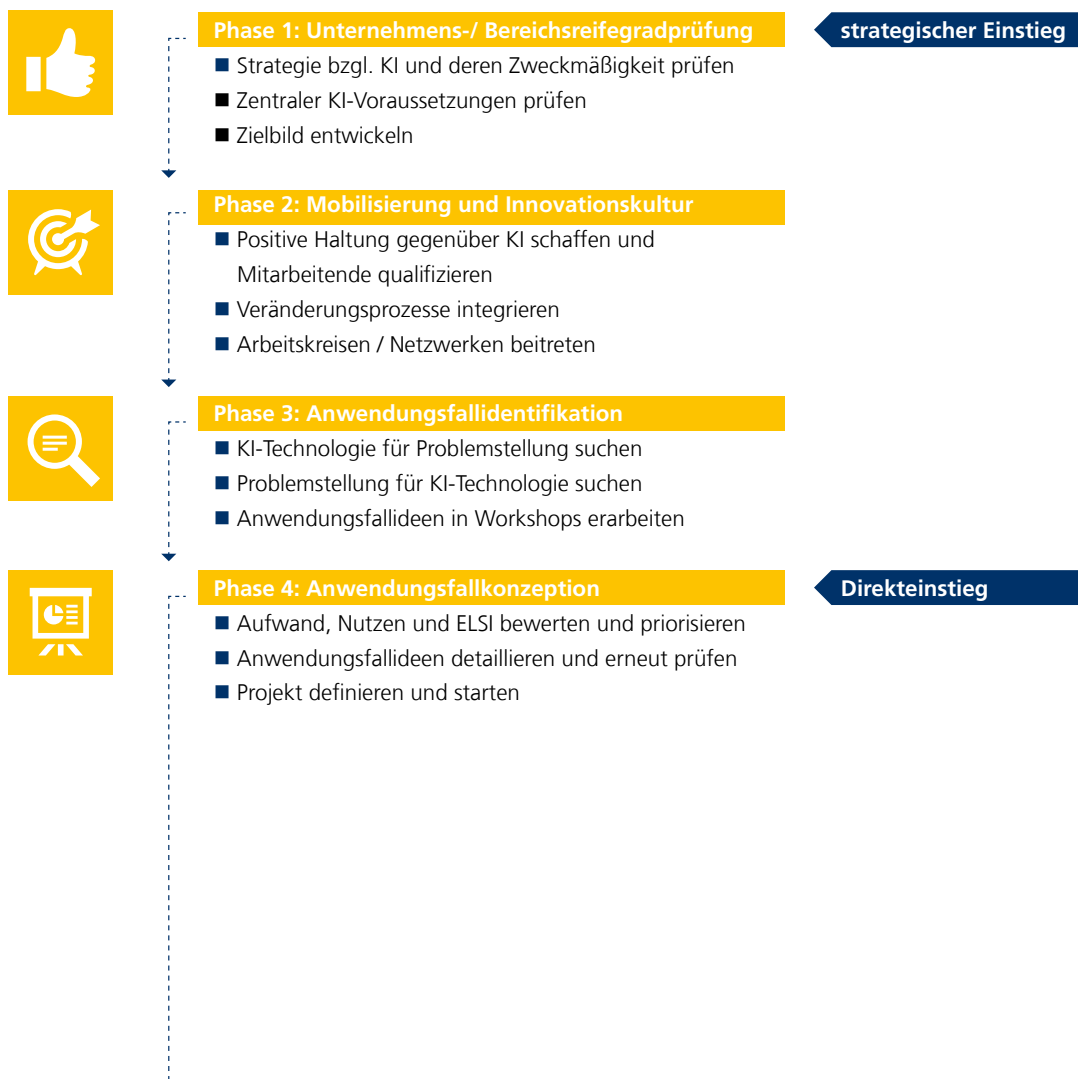 Phase 1: Unternehmens-/ Bereichsreifegradprüfung
strategischer Einstieg
■ Strategie bzgl. KI und deren Zweckmäßigkeit prüfen
■ Zentraler KI-Voraussetzungen prüfen
■ Zielbild entwickeln
Phase 2: Mobilisierung und Innovationskultur
■ Positive Haltung gegenüber KI schaffen und
Mitarbeitende qualifizieren
■ Veränderungsprozesse integrieren
■ Arbeitskreisen / Netzwerken beitreten
Phase 3: Anwendungsfallidentifikation
■ KI-Technologie für Problemstellung suchen
■ Problemstellung für KI-Technologie suchen
■ Anwendungsfallideen in Workshops erarbeiten
Phase 4: Anwendungsfallkonzeption
Direkteinstieg
■ Aufwand, Nutzen und ELSI bewerten und priorisieren
■ Anwendungsfallideen detaillieren und erneut prüfen
■ Projekt definieren und starten